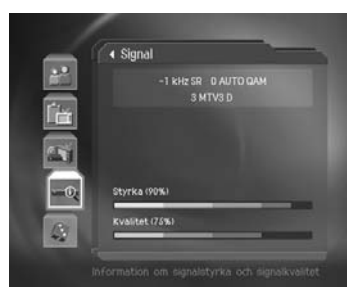 Signal
-1 kHz SR 0 AUTO QAM
3 MTV3 D
Styrka (90%)
Kvalitet (75%)
Information om signalstyrka och signalkvalitet